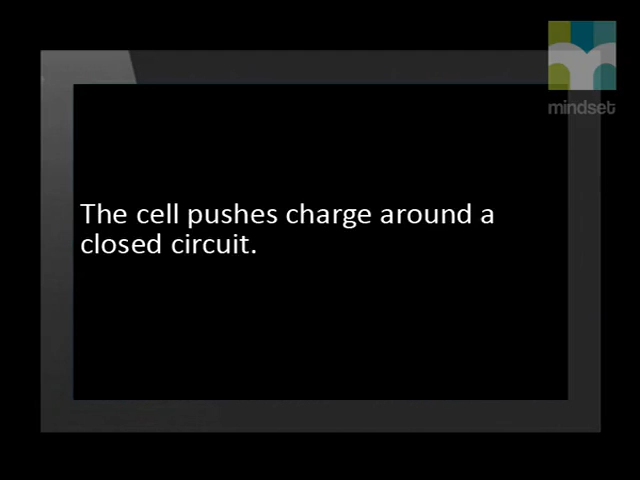 mindset
The cell pushes charge around a
closed circuit.